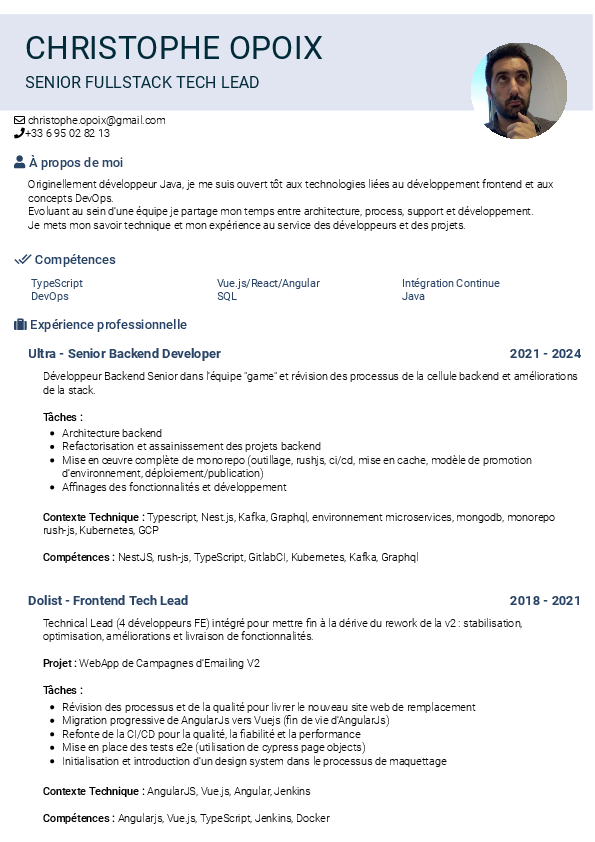 CHRISTOPHE OPOIX
SENIOR FULLSTACK TECH LEAD
christophe.opoix@gmail.com
+33 6 95 02 82 13
À propos de moi
Originellement développeur Java, je me suis ouvert tôt aux technologies liées au développement frontend et aux
concepts DevOps.
Evoluant au sein d'une équipe je partage mon temps entre architecture, process, support et développement.
Je mets mon savoir technique et mon expérience au service des développeurs et des projets.
Compétences
TypeScript Vue.js/React/Angular Intégration Continue
DevOps SQL Java
Expérience professionnelle
Ultra - Senior Backend Developer 2021 - 2024
Développeur Backend Senior dans l'équipe "game" et révision des processus de la cellule backend et améliorations
de la stack.
Tâches :
• Architecture backend
• Refactorisation et assainissement des projets backend
• Mise en œuvre complète de monorepo (outillage, rushjs, ci/cd, mise en cache, modèle de promotion
d'environnement, déploiement/publication)
• Affinages des fonctionnalités et développement
Contexte Technique : Typescript, Nest.js, Kafka, Graphql, environnement microservices, mongodb, monorepo
rush-js, Kubernetes, GCP
Compétences : NestJS, rush-js, TypeScript, GitlabCI, Kubernetes, Kafka, Graphql
Dolist - Frontend Tech Lead 2018 - 2021
Technical Lead (4 développeurs FE) intégré pour mettre fin à la dérive du rework de la v2 : stabilisation,
optimisation, améliorations et livraison de fonctionnalités.
Projet : WebApp de Campagnes d'Emailing V2
Tâches :
• Révision des processus et de la qualité pour livrer le nouveau site web de remplacement
• Migration progressive de AngularJs vers Vuejs (fin de vie d'AngularJs)
• Refonte de la CI/CD pour la qualité, la fiabilité et la performance
• Mise en place des tests e2e (utilisation de cypress page objects)
• Initialisation et introduction d'un design system dans le processus de maquettage
Contexte Technique : AngularJS, Vue.js, Angular, Jenkins
Compétences : Angularjs, Vue.js, TypeScript, Jenkins, Docker